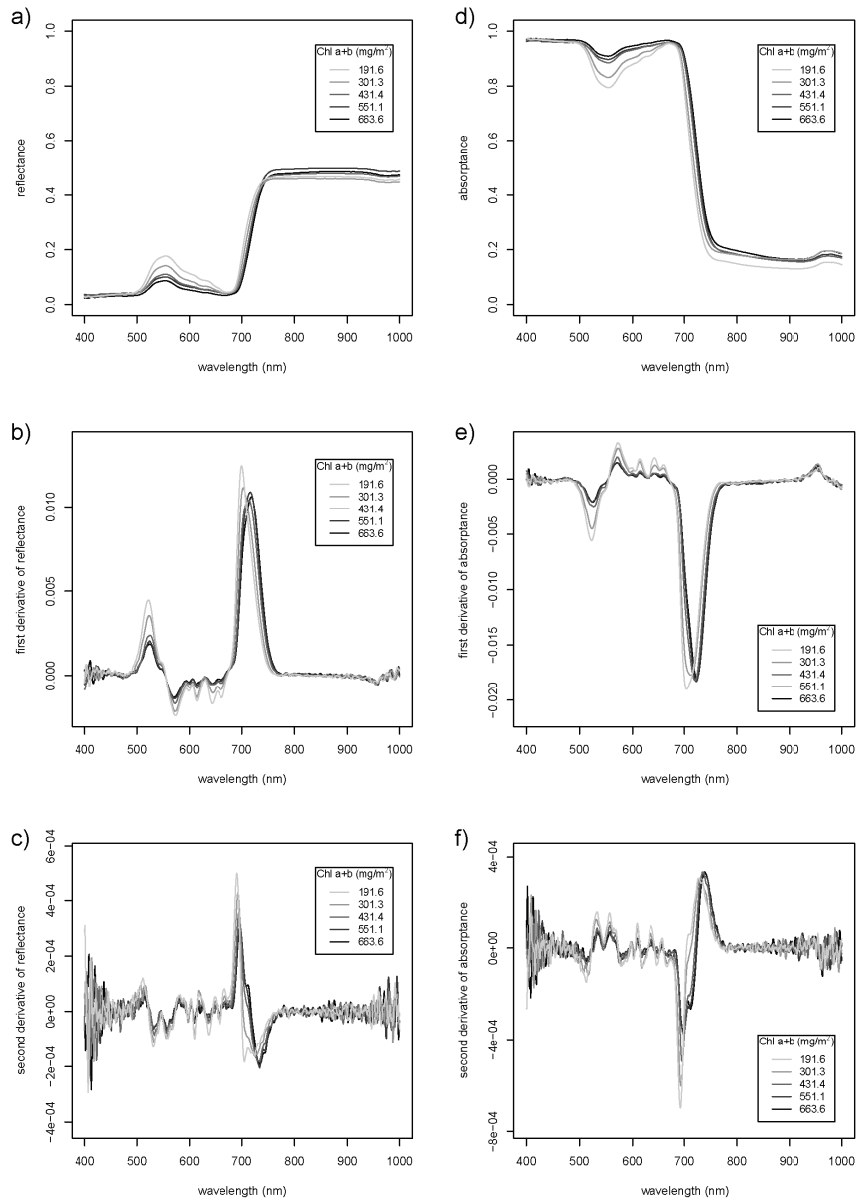 a)
reflectance
1.0
0.8
0.6
0.4
0.2
0.0
Chl a+b (mg/m²)
191.6
301.3
431.4
551.1
663.6
400 500 600 700 800 900 1000
wavelength (nm)
d)
absorptance
1.0
0.8
0.6
0.4
0.2
0.0
Chl a+b (mg/m²)
191.6
301.3
431.4
551.1
663.6
400 500 600 700 800 900 1000
wavelength (nm)
b)
first derivative of reflectance
0.010
0.005
0.000
Chl a+b (mg/m²)
191.6
301.3
431.4
551.1
663.6
400 500 600 700 800 900 1000
wavelength (nm)
e)
first derivative of absorptance
0.000
−0.005
−0.010
−0.015
−0.020
Chl a+b (mg/m²)
191.6
301.3
431.4
551.1
663.6
400 500 600 700 800 900 1000
wavelength (nm)
c)
second derivative of reflectance
6e−04
4e−04
2e−04
0e+00
−2e−04
−4e−04
Chl a+b (mg/m²)
191.6
301.3
431.4
551.1
663.6
400 500 600 700 800 900 1000
wavelength (nm)
f)
second derivative of absorptance
4e−04
0e+00
−4e−04
−8e−04
Chl a+b (mg/m²)
191.6
301.3
431.4
551.1
663.6
400 500 600 700 800 900 1000
wavelength (nm)